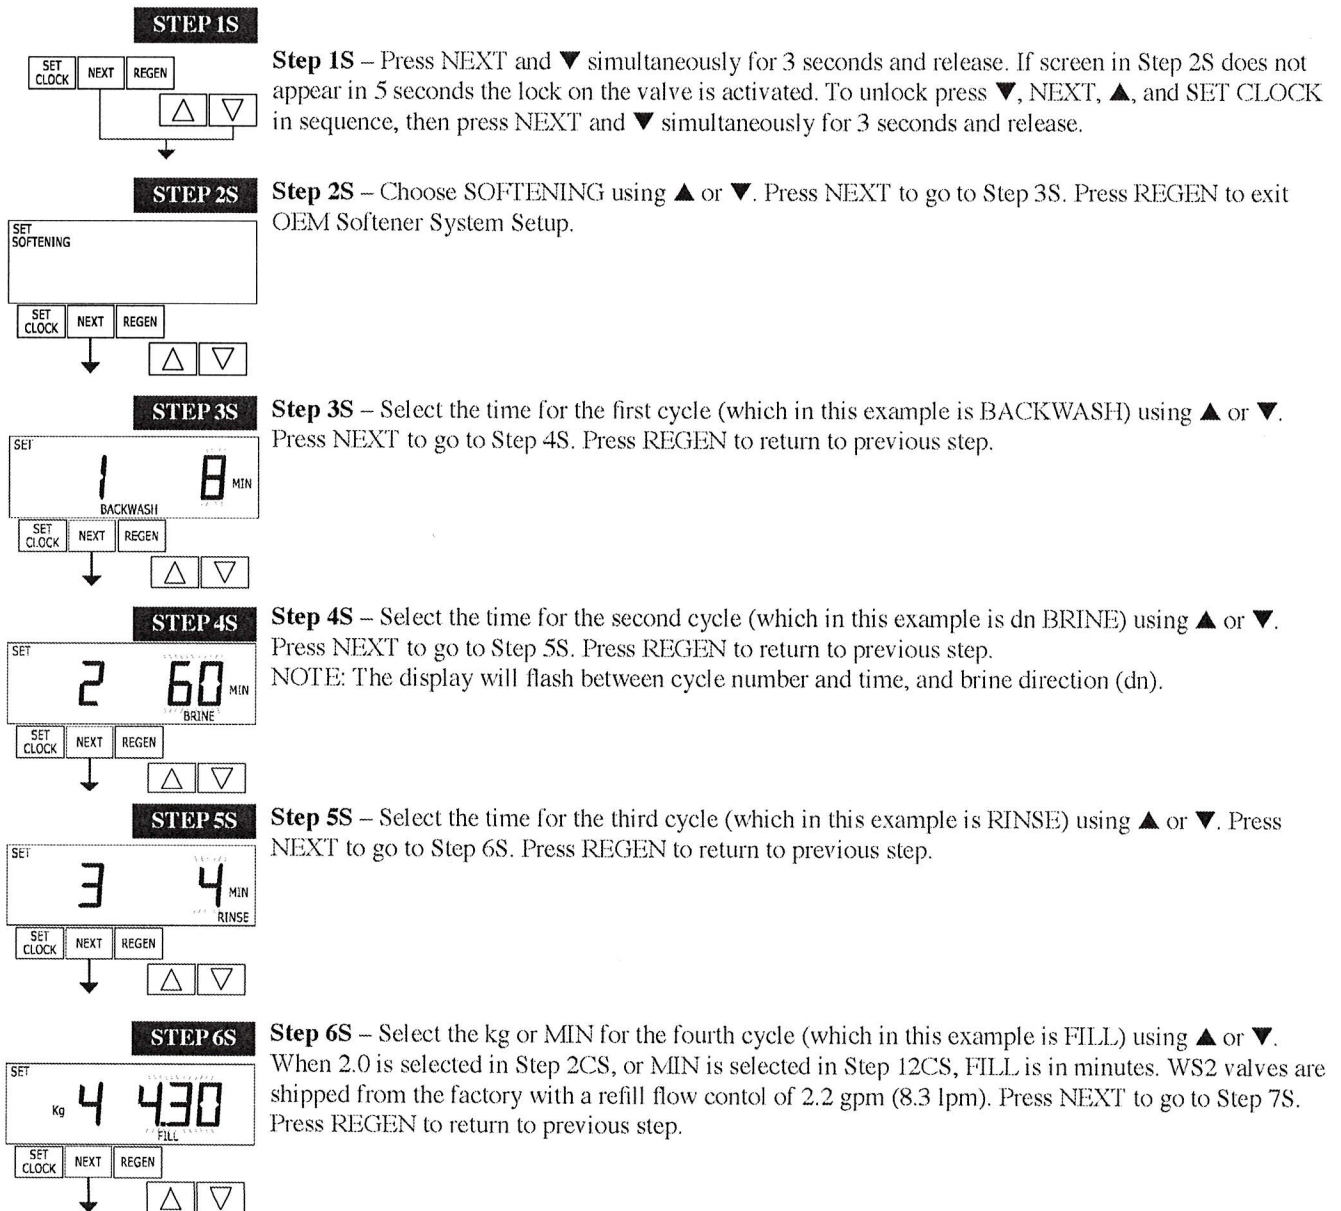 STEP 1S
SET CLOCK NEXT REGEN
Step 1S – Press NEXT and ▼ simultaneously for 3 seconds and release. If screen in Step 2S does not
appear in 5 seconds the lock on the valve is activated. To unlock press ▼, NEXT, ▲, and SET CLOCK
in sequence, then press NEXT and ▼ simultaneously for 3 seconds and release.
STEP 2S
SET
SOFTENING
SET CLOCK NEXT REGEN
Step 2S – Choose SOFTENING using ▲ or ▼. Press NEXT to go to Step 3S. Press REGEN to exit
OEM Softener System Setup.
STEP 3S
SET
1 8 MIN
BACKWASH
SET CLOCK NEXT REGEN
Step 3S – Select the time for the first cycle (which in this example is BACKWASH) using ▲ or ▼.
Press NEXT to go to Step 4S. Press REGEN to return to previous step.
STEP 4S
SET
2 60 MIN
BRINE
SET CLOCK NEXT REGEN
Step 4S – Select the time for the second cycle (which in this example is dn BRINE) using ▲ or ▼.
Press NEXT to go to Step 5S. Press REGEN to return to previous step.
NOTE: The display will flash between cycle number and time, and brine direction (dn).
STEP 5S
SET
3 4 MIN
RINSE
SET CLOCK NEXT REGEN
Step 5S – Select the time for the third cycle (which in this example is RINSE) using ▲ or ▼. Press
NEXT to go to Step 6S. Press REGEN to return to previous step.
STEP 6S
SET
Kg 4 4.30
FILL
SET CLOCK NEXT REGEN
Step 6S – Select the kg or MIN for the fourth cycle (which in this example is FILL) using ▲ or ▼.
When 2.0 is selected in Step 2CS, or MIN is selected in Step 12CS, FILL is in minutes. WS2 valves are
shipped from the factory with a refill flow contol of 2.2 gpm (8.3 lpm). Press NEXT to go to Step 7S.
Press REGEN to return to previous step.